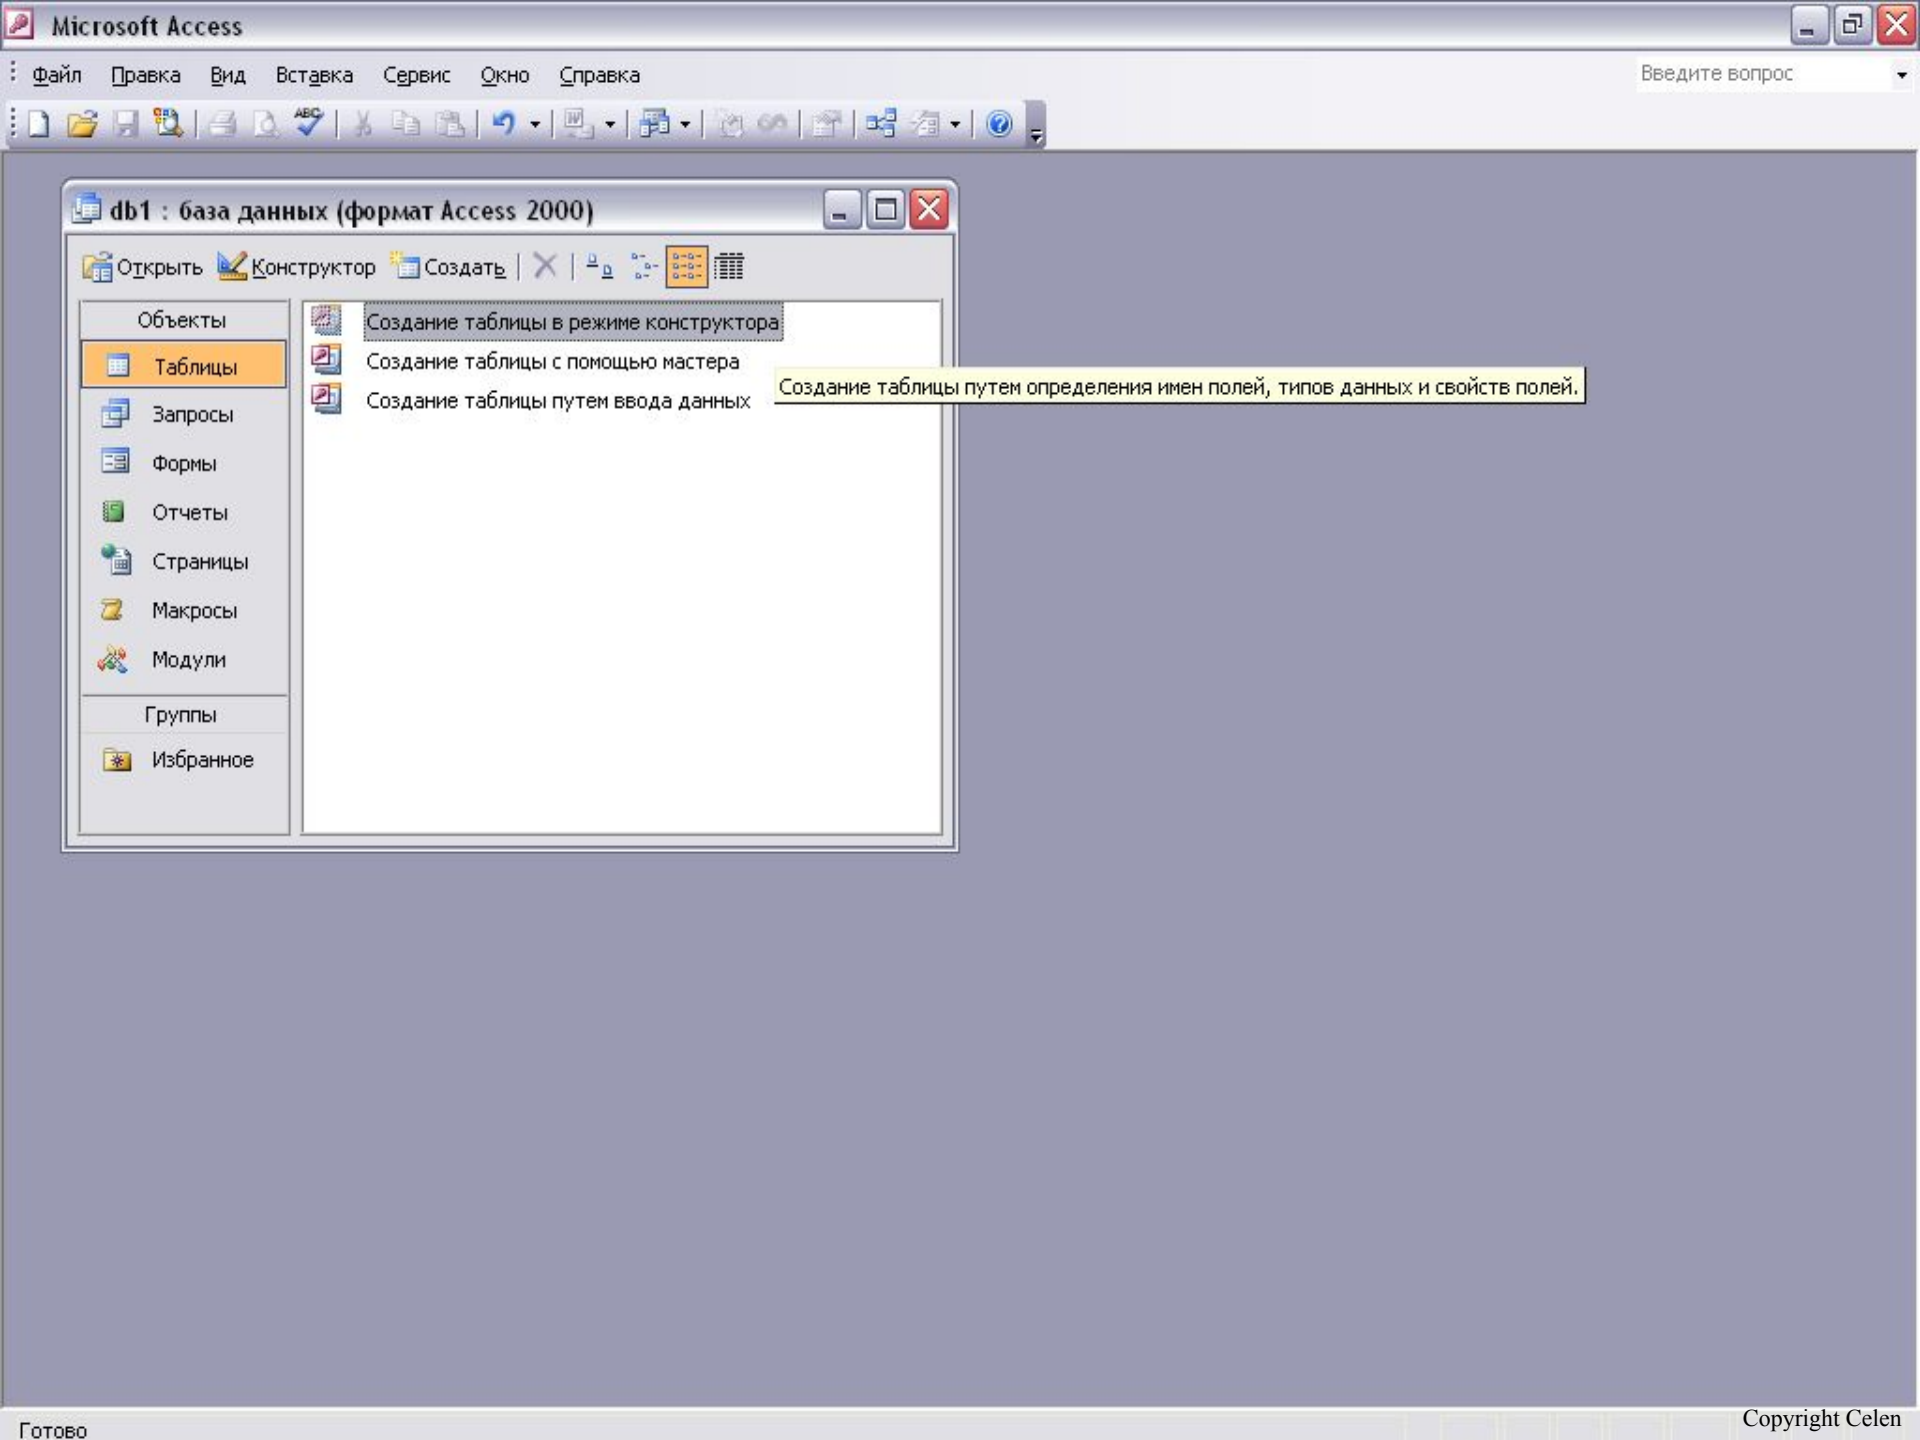 Microsoft Access
Файл Правка Вид Вставка Сервис Окно Справка
Введите вопрос
ABC
W
db1 : база данных (формат Access 2000)
Открыть Конструктор Создать
Объекты
Таблицы
Запросы
Формы
Отчеты
Страницы
Макросы
Модули
Группы
Избранное
Создание таблицы в режиме конструктора
Создание таблицы с помощью мастера
Создание таблицы путем ввода данных
Создание таблицы путем определения имен полей, типов данных и свойств полей.
Готово
Copyright Celen